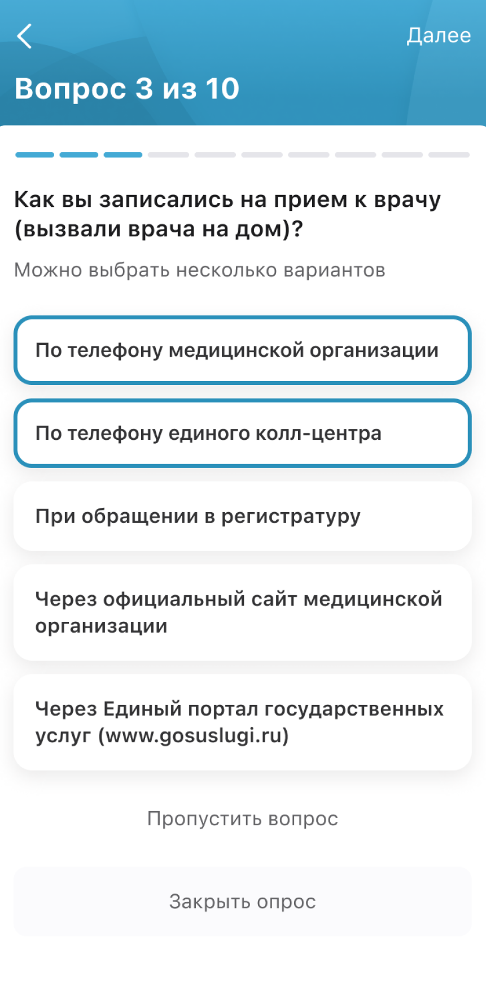 Далее
Вопрос 3 из 10
Как вы записались на прием к врачу
(вызвали врача на дом)?
Можно выбрать несколько вариантов
По телефону медицинской организации
По телефону единого колл-центра
При обращении в регистратуру
Через официальный сайт медицинской
организации
Через Единый портал государственных
услуг (www.gosuslugi.ru)
Пропустить вопрос
Закрыть опрос